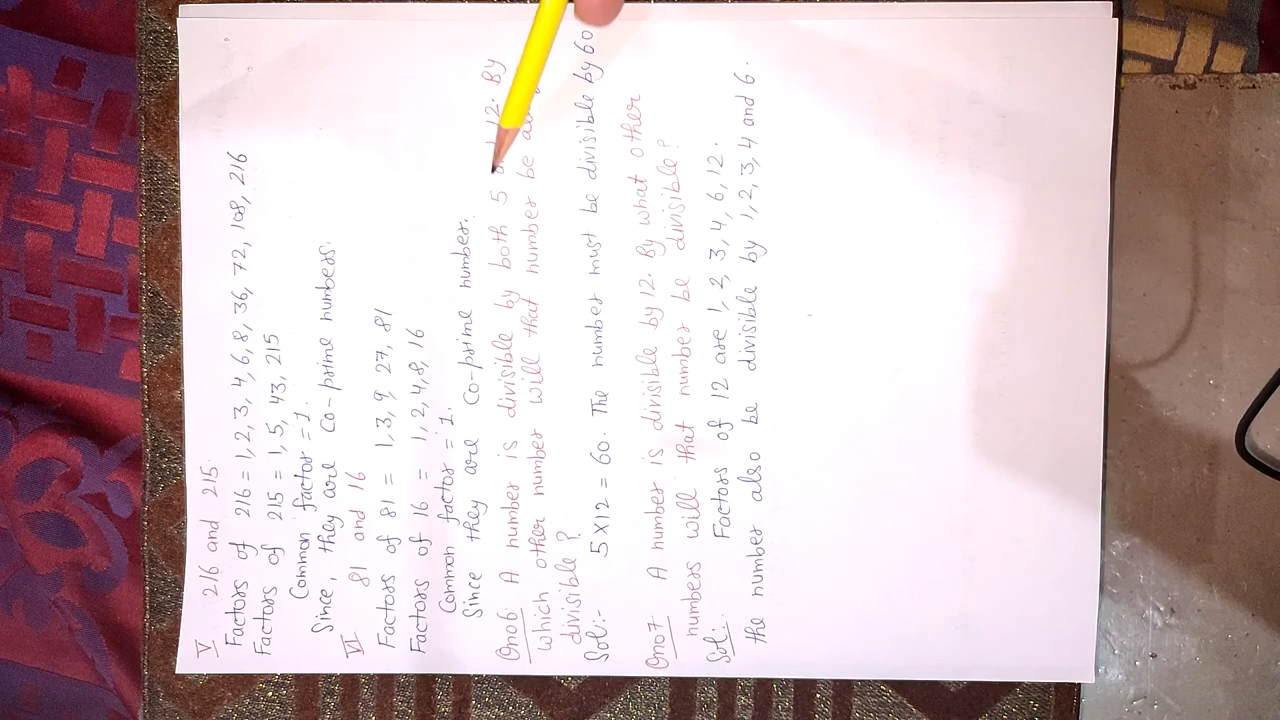 V 216 and 215.
Factors of 216 = 1, 2, 3, 4, 6, 8, 36, 72, 108, 216
Factors of 215 = 1, 5, 43, 215
Common factor = 1.
Since, they are Co-prime numbers.
VI 81 and 16
Factors of 81 = 1, 3, 9, 27, 81
Factors of 16 = 1, 2, 4, 8, 16
Common factor = 1.
Since they are Co-prime number.
Qno6. A number is divisible by both 5 12. By
which other number will that number be
divisible?
Sol:- 5 X 12 = 60. The number must be divisible by 60
Qno7 A number is divisible by 12. By what other
numbers will that number be divisible?
Sol:. Factors of 12 are 1, 2, 3, 4, 6, 12.
the number also be divisible by 1, 2, 3, 4 and 6.